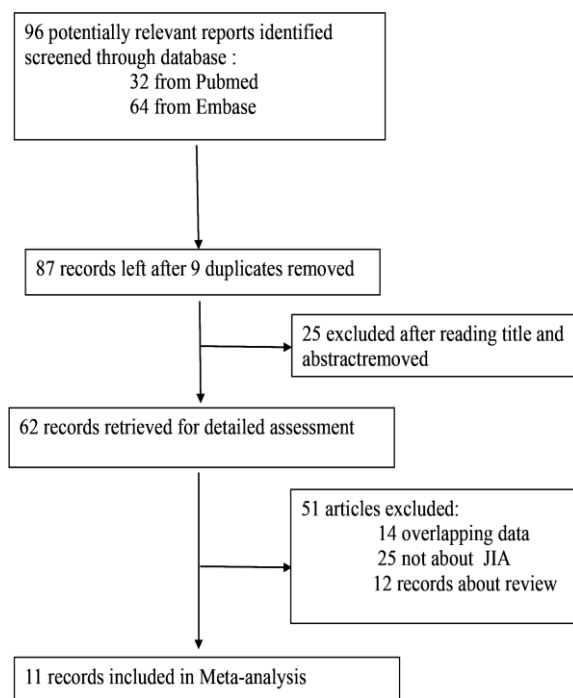 96 potentially relevant reports identified
screened through database :
32 from Pubmed
64 from Embase
87 records left after 9 duplicates removed
25 excluded after reading title and
abstractremoved
62 records retrieved for detailed assessment
51 articles excluded:
14 overlapping data
25 not about JIA
12 records about review
11 records included in Meta-analysis